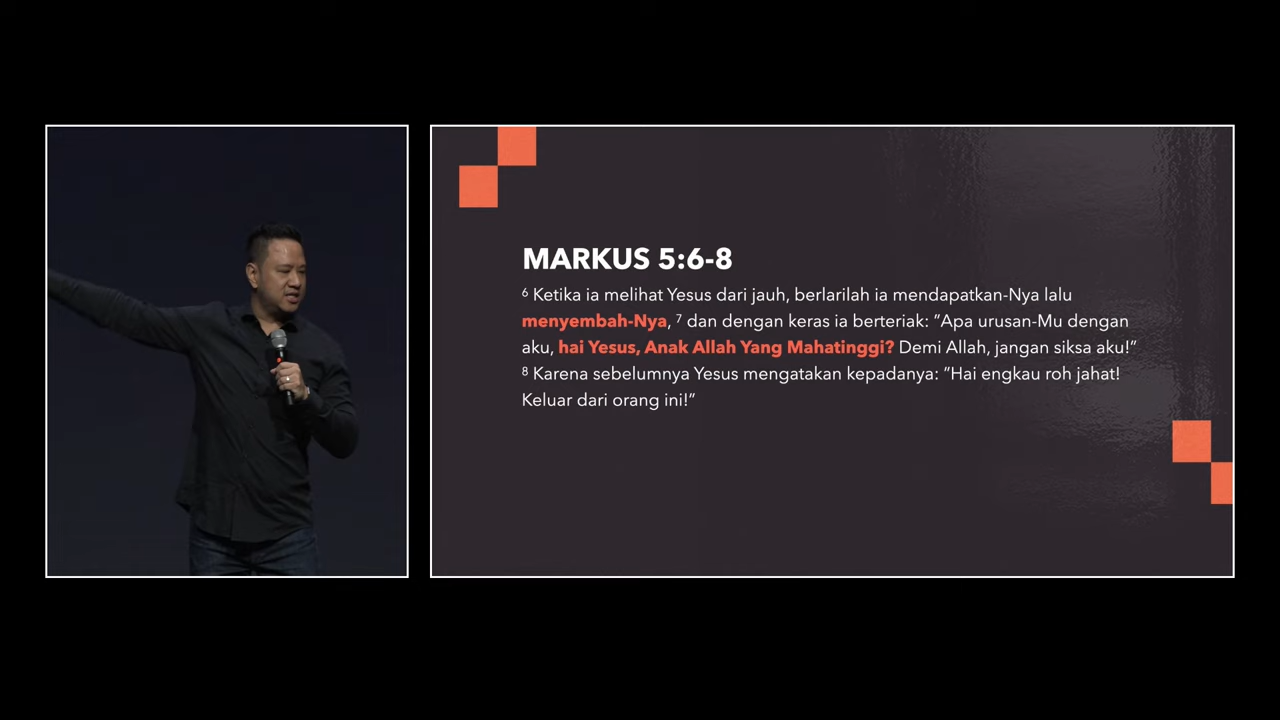 MARKUS 5:6-8
⁶ Ketika ia melihat Yesus dari jauh, berlarilah ia mendapatkan-Nya lalu
menyembah-Nya, ⁷ dan dengan keras ia berteriak: "Apa urusan-Mu dengan
aku, hai Yesus, Anak Allah Yang Mahatinggi? Demi Allah, jangan siksa aku!"
⁸ Karena sebelumnya Yesus mengatakan kepadanya: "Hai engkau roh jahat!
Keluar dari orang ini!"